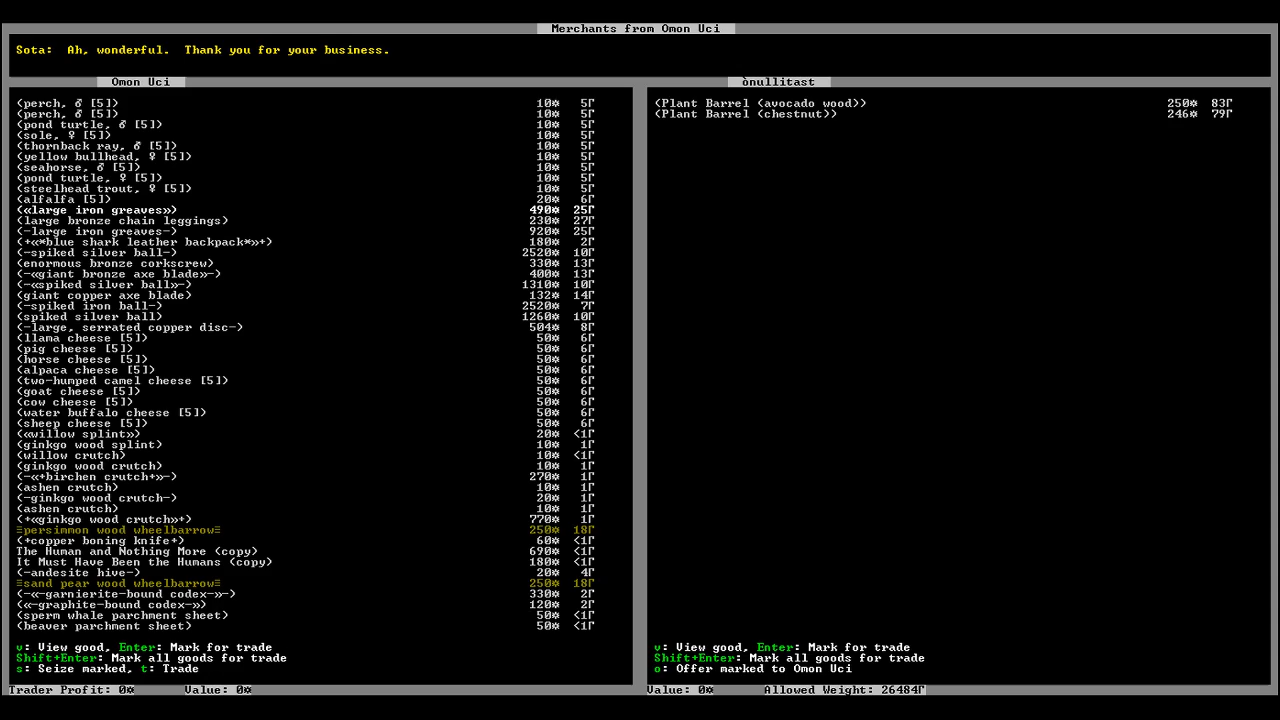 Merchants from Omon Uci
Sota:  Ah, wonderful.  Thank you for your business.
Omon Uci
(perch, ♂ [5]) 10☼ 5Γ
(perch, ♂ [5]) 10☼ 5Γ
(pond turtle, ♂ [5]) 10☼ 5Γ
(sole, ♀ [5]) 10☼ 5Γ
(thornback ray, ♂ [5]) 10☼ 5Γ
(yellow bullhead, ♀ [5]) 10☼ 5Γ
(seahorse, ♂ [5]) 10☼ 5Γ
(pond turtle, ♀ [5]) 10☼ 5Γ
(steelhead trout, ♀ [5]) 10☼ 5Γ
(alfalfa [5]) 20☼ 6Γ
(«large iron greaves») 490☼ 25Γ
(large bronze chain leggings) 230☼ 27Γ
(-large iron greaves-) 920☼ 25Γ
(+«*blue shark leather backpack*»+) 180☼ 2Γ
(-spiked silver ball-) 2520☼ 10Γ
(enormous bronze corkscrew) 330☼ 13Γ
(-«giant bronze axe blade»-) 400☼ 13Γ
(-«spiked silver ball»-) 1310☼ 10Γ
(giant copper axe blade) 132☼ 14Γ
(-spiked iron ball-) 2520☼ 7Γ
(spiked silver ball) 1260☼ 10Γ
(-large, serrated copper disc-) 504☼ 8Γ
(llama cheese [5]) 50☼ 6Γ
(pig cheese [5]) 50☼ 6Γ
(horse cheese [5]) 50☼ 6Γ
(alpaca cheese [5]) 50☼ 6Γ
(two-humped camel cheese [5]) 50☼ 6Γ
(goat cheese [5]) 50☼ 6Γ
(cow cheese [5]) 50☼ 6Γ
(water buffalo cheese [5]) 50☼ 6Γ
(sheep cheese [5]) 50☼ 6Γ
(«willow splint») 20☼ <1Γ
(ginkgo wood splint) 10☼ 1Γ
(willow crutch) 10☼ <1Γ
(ginkgo wood crutch) 10☼ 1Γ
(-«+birchen crutch+»-) 270☼ 1Γ
(ashen crutch) 10☼ 1Γ
(-ginkgo wood crutch-) 20☼ 1Γ
(ashen crutch) 10☼ 1Γ
(+«ginkgo wood crutch»+) 770☼ 1Γ
≡persimmon wood wheelbarrow≡ 250☼ 18Γ
(+copper boning knife+) 60☼ <1Γ
The Human and Nothing More (copy) 690☼ <1Γ
It Must Have Been the Humans (copy) 180☼ <1Γ
(-andesite hive-) 20☼ 4Γ
≡sand pear wood wheelbarrow≡ 250☼ 18Γ
(-«-garnierite-bound codex-»-) 330☼ 2Γ
(«-graphite-bound codex-») 120☼ 2Γ
(sperm whale parchment sheet) 50☼ <1Γ
(beaver parchment sheet) 50☼ <1Γ
v: View good, Enter: Mark for trade
Shift+Enter: Mark all goods for trade
s: Seize marked, t: Trade
Trader Profit: 0☼ Value: 0☼
ònullitast
(Plant Barrel (avocado wood)) 250☼ 83Γ
(Plant Barrel (chestnut)) 246☼ 79Γ
v: View good, Enter: Mark for trade
Shift+Enter: Mark all goods for trade
o: Offer marked to Omon Uci
Value: 0☼ Allowed Weight: 26484Γ